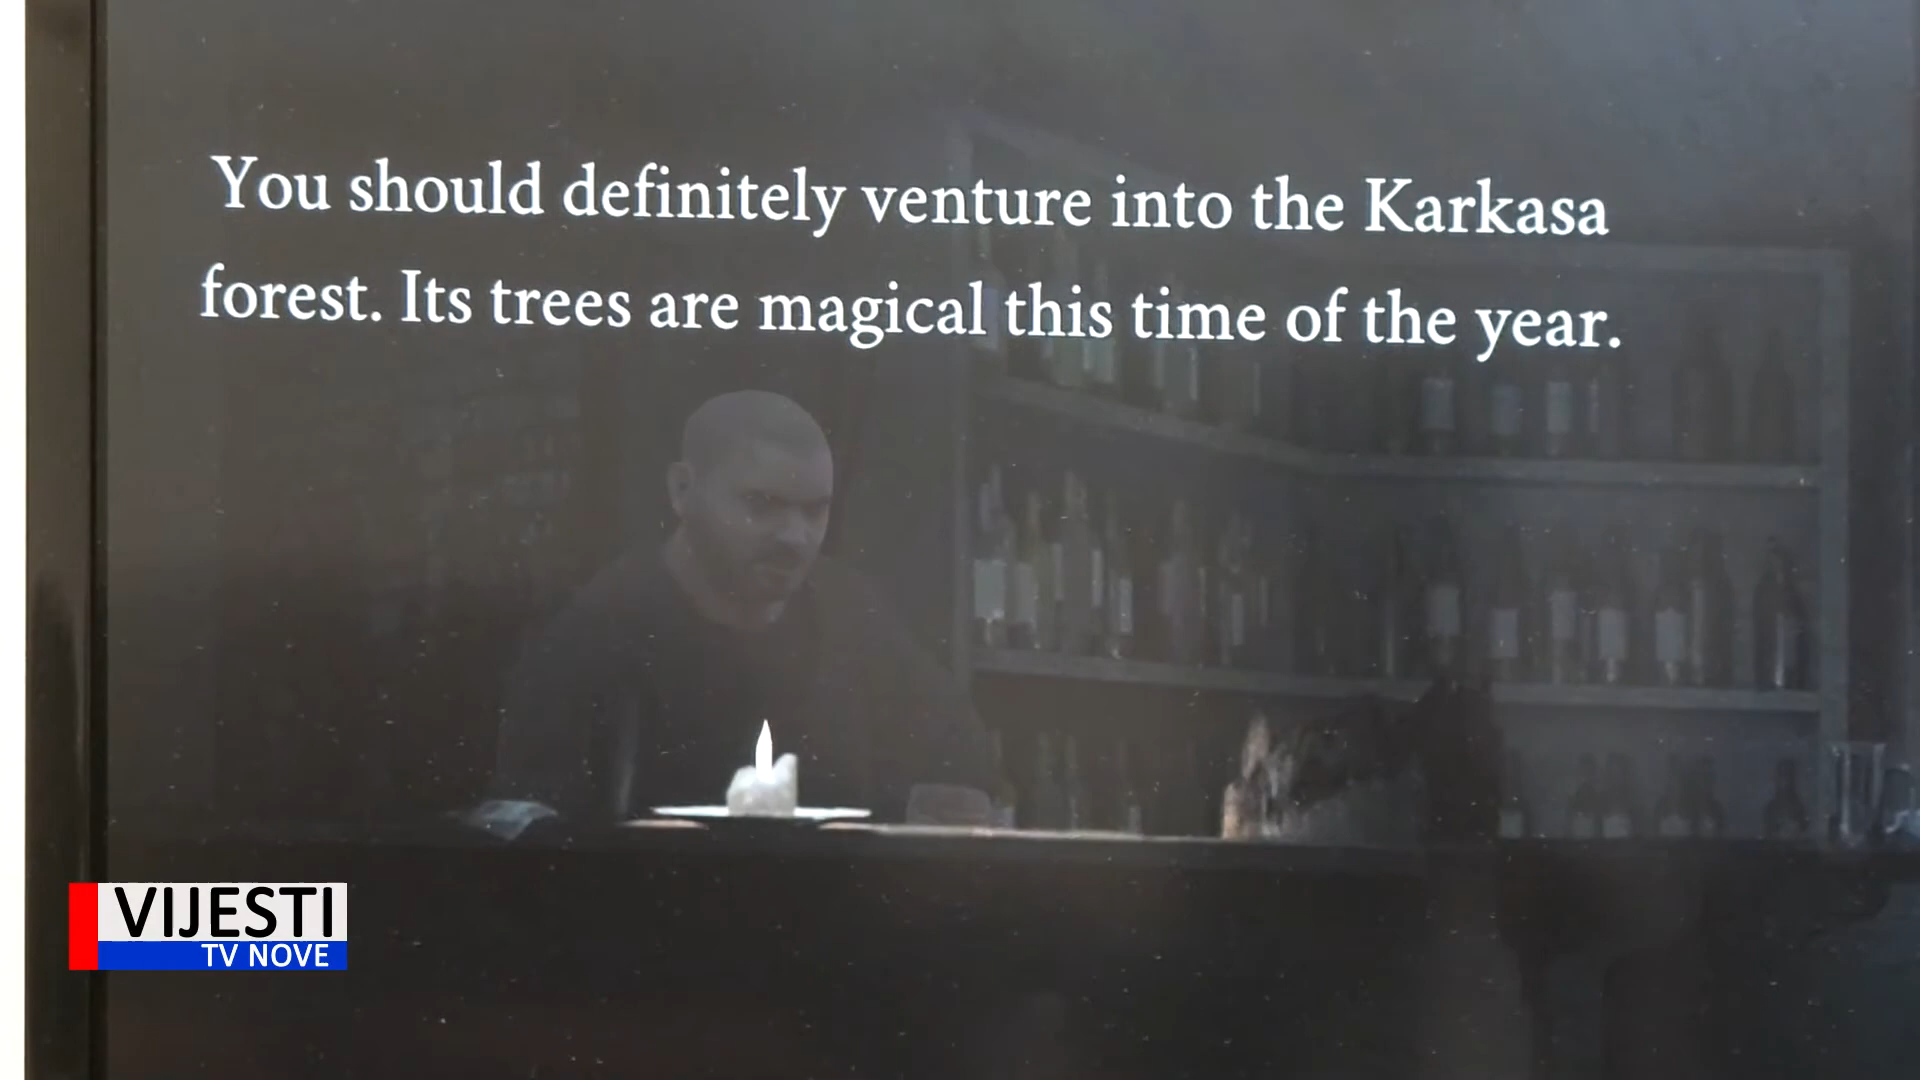 You should definitely venture into the Karkasa
forest. Its trees are magical this time of the year.
VIJESTI
TV NOVE